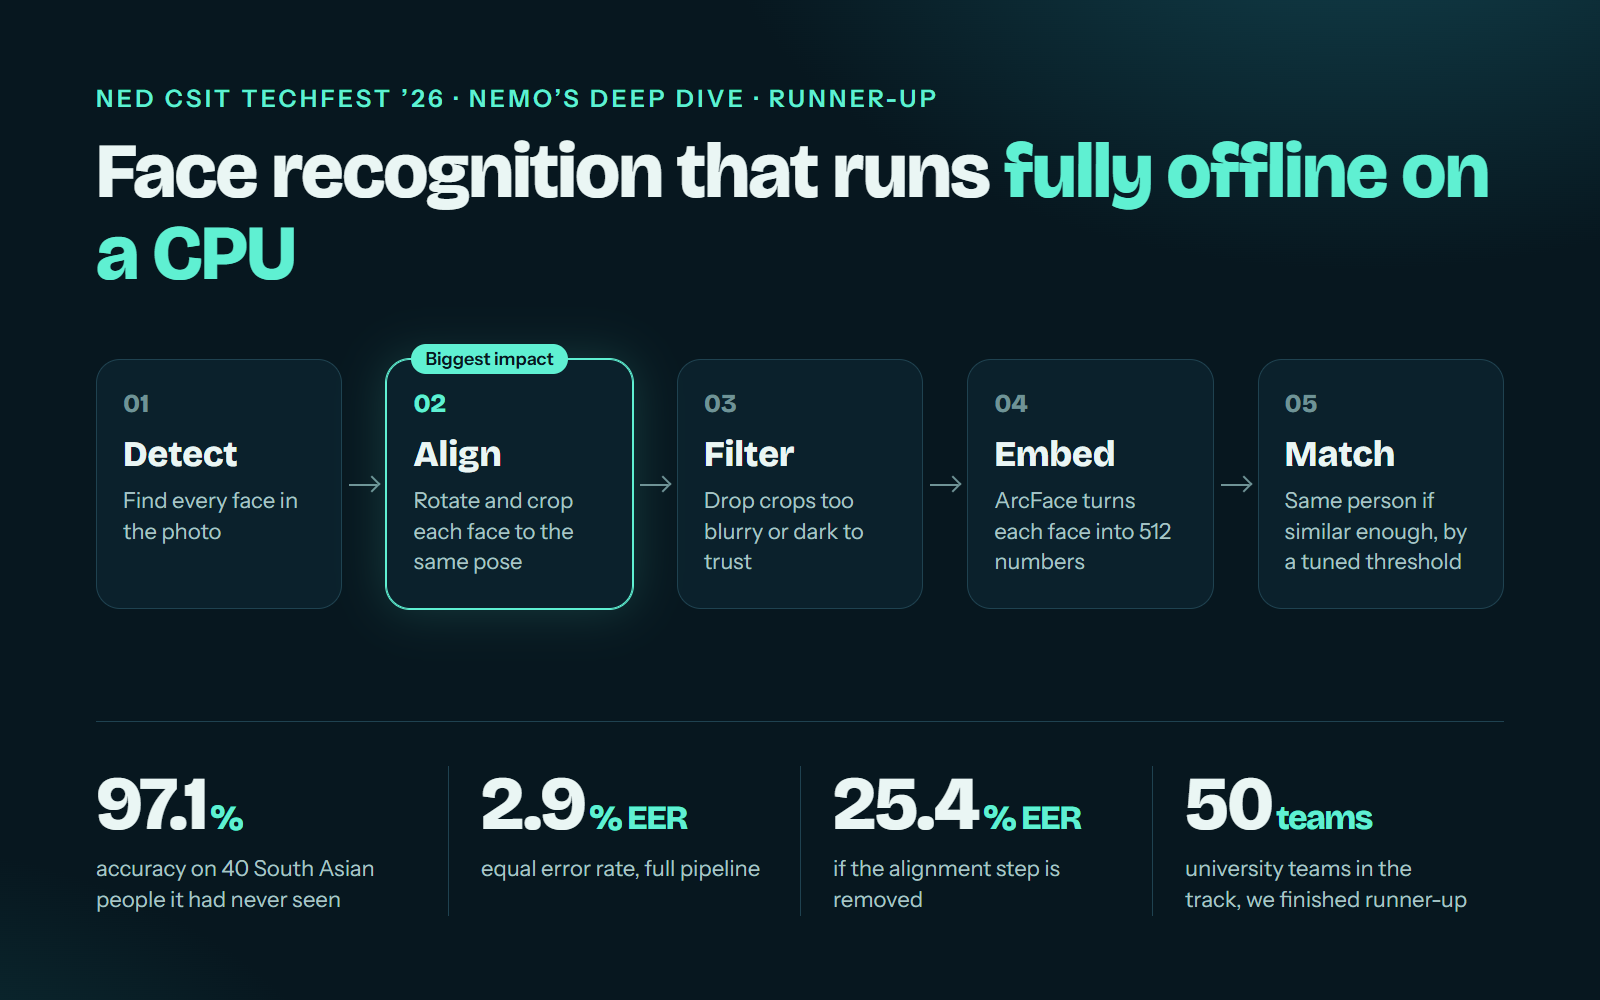 NED CSIT TECHFEST ’26 · NEMO’S DEEP DIVE · RUNNER-UP
Face recognition that runs fully offline on
a CPU
Biggest impact
01
Detect
Find every face in
the photo
02
Align
Rotate and crop
each face to the
same pose
03
Filter
Drop crops too
blurry or dark to
trust
04
Embed
ArcFace turns
each face into 512
numbers
05
Match
Same person if
similar enough, by
a tuned threshold
97.1%
accuracy on 40 South Asian
people it had never seen
2.9% EER
equal error rate, full pipeline
25.4% EER
if the alignment step is
removed
50 teams
university teams in the
track, we finished runner-up